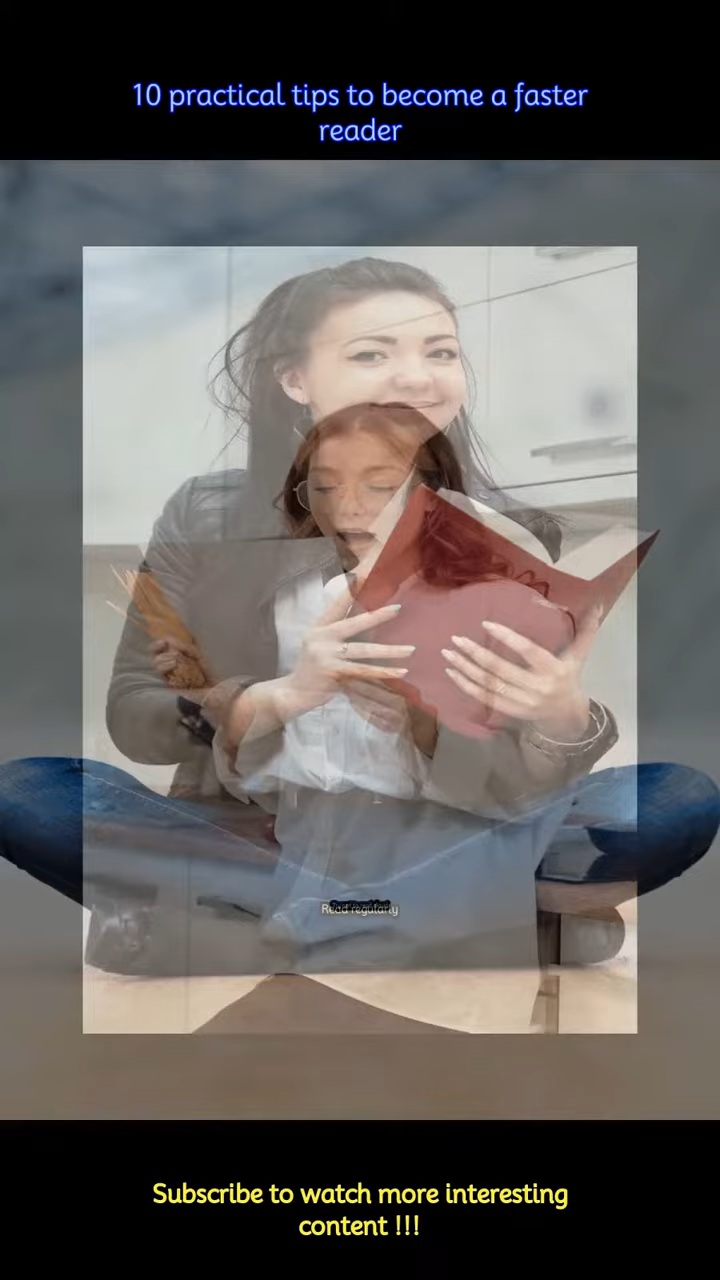 10 practical tips to become a faster
reader
Read regularly
Subscribe to watch more interesting
content !!!